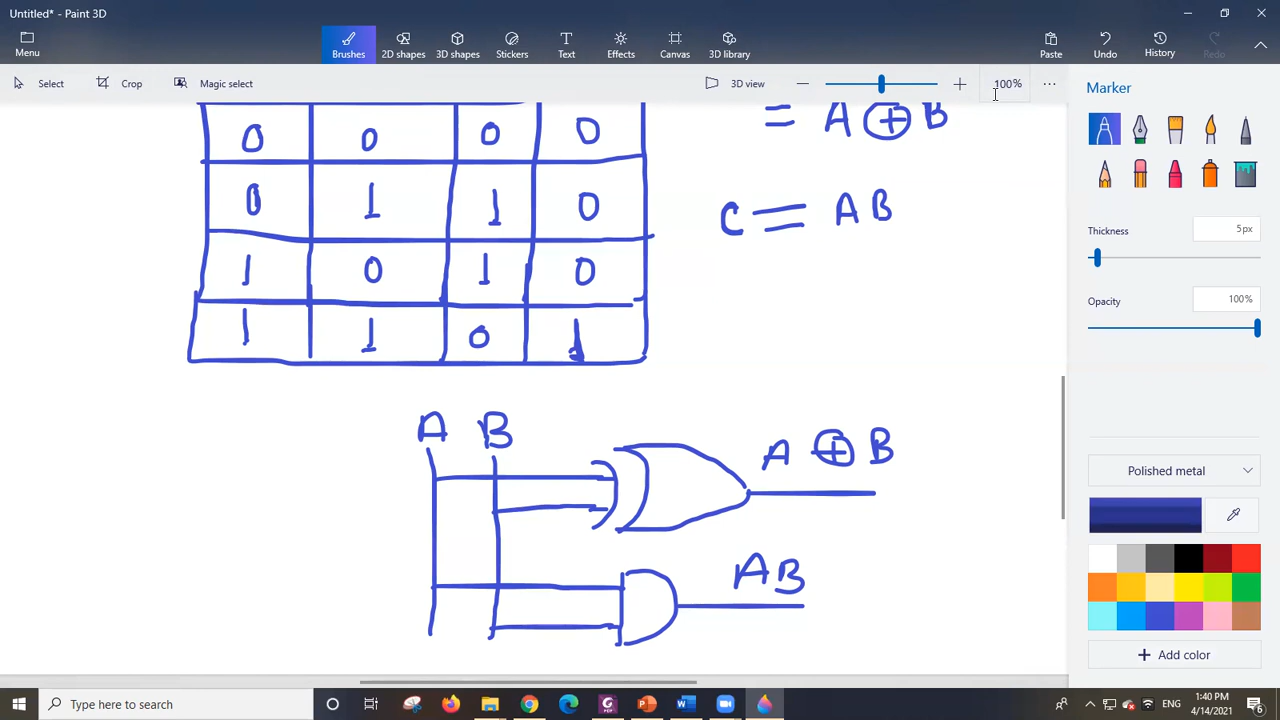 Untitled* - Paint 3D
Menu
Brushes
2D shapes
3D shapes
Stickers
Text
Effects
Canvas
3D library
Paste
Undo
History
Redo
Select
Crop
Magic select
3D view
100%
Marker
Thickness
5px
Opacity
100%
Polished metal
Add color
0 0 0 0
0 1 1 0
1 0 1 0
1 1 0 1
= A ⊕ B
C = A B
A B
A ⊕ B
AB
Type here to search
1:40 PM
4/14/2021
6